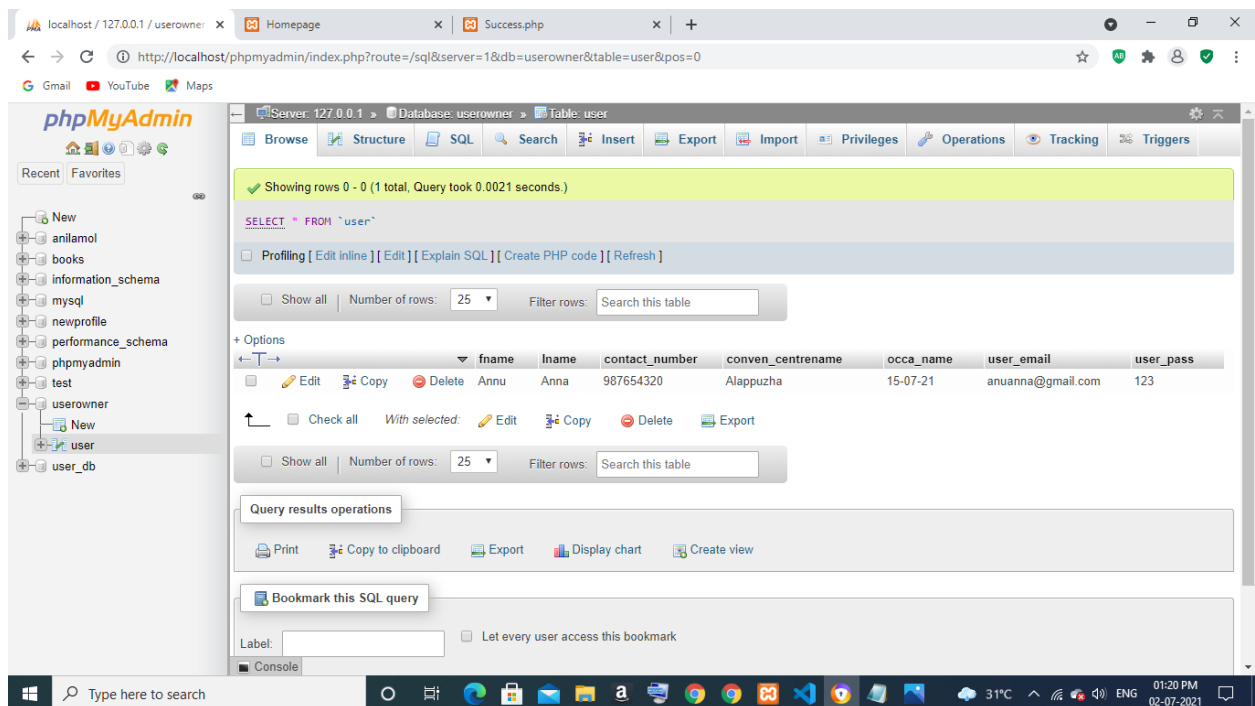 localhost / 127.0.0.1 / userowner
Homepage
Success.php
http://localhost/phpmyadmin/index.php?route=/sql&server=1&db=userowner&table=user&pos=0
Gmail YouTube Maps
phpMyAdmin
Recent Favorites
New
anilamol
books
information_schema
mysql
newprofile
performance_schema
phpmyadmin
test
userowner
New
user
user_db
Server: 127.0.0.1 » Database: userowner » Table: user
Browse Structure SQL Search Insert Export Import Privileges Operations Tracking Triggers
Showing rows 0 - 0 (1 total, Query took 0.0021 seconds.)
SELECT * FROM `user`
Profiling [ Edit inline ] [ Edit ] [ Explain SQL ] [ Create PHP code ] [ Refresh ]
Show all | Number of rows: 25 Filter rows: Search this table
+ Options
fname lname contact_number conven_centrename occa_name user_email user_pass
Edit Copy Delete Annu Anna 987654320 Alappuzha 15-07-21 anuanna@gmail.com 123
Check all With selected: Edit Copy Delete Export
Show all | Number of rows: 25 Filter rows: Search this table
Query results operations
Print Copy to clipboard Export Display chart Create view
Bookmark this SQL query
Label: Let every user access this bookmark
Console
Type here to search
31°C ENG 01:20 PM
02-07-2021